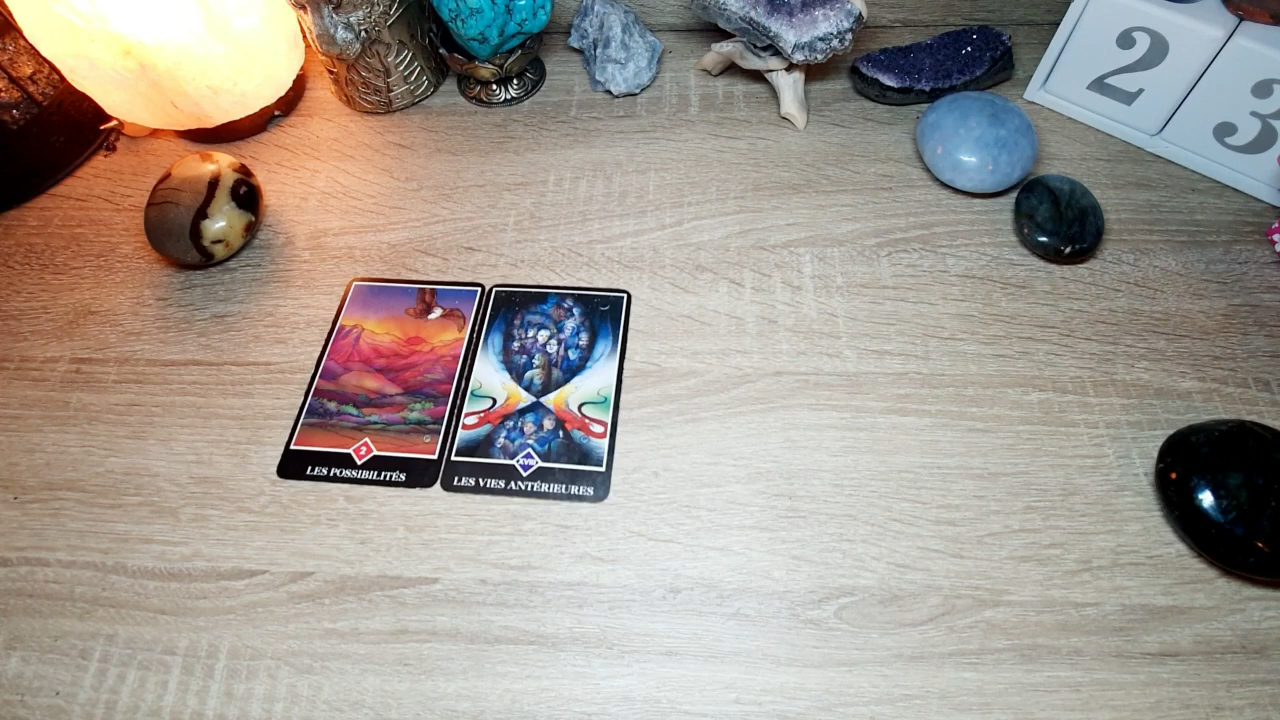 2 3
2
LES POSSIBILITÉS
XVIII
LES VIES ANTÉRIEURES